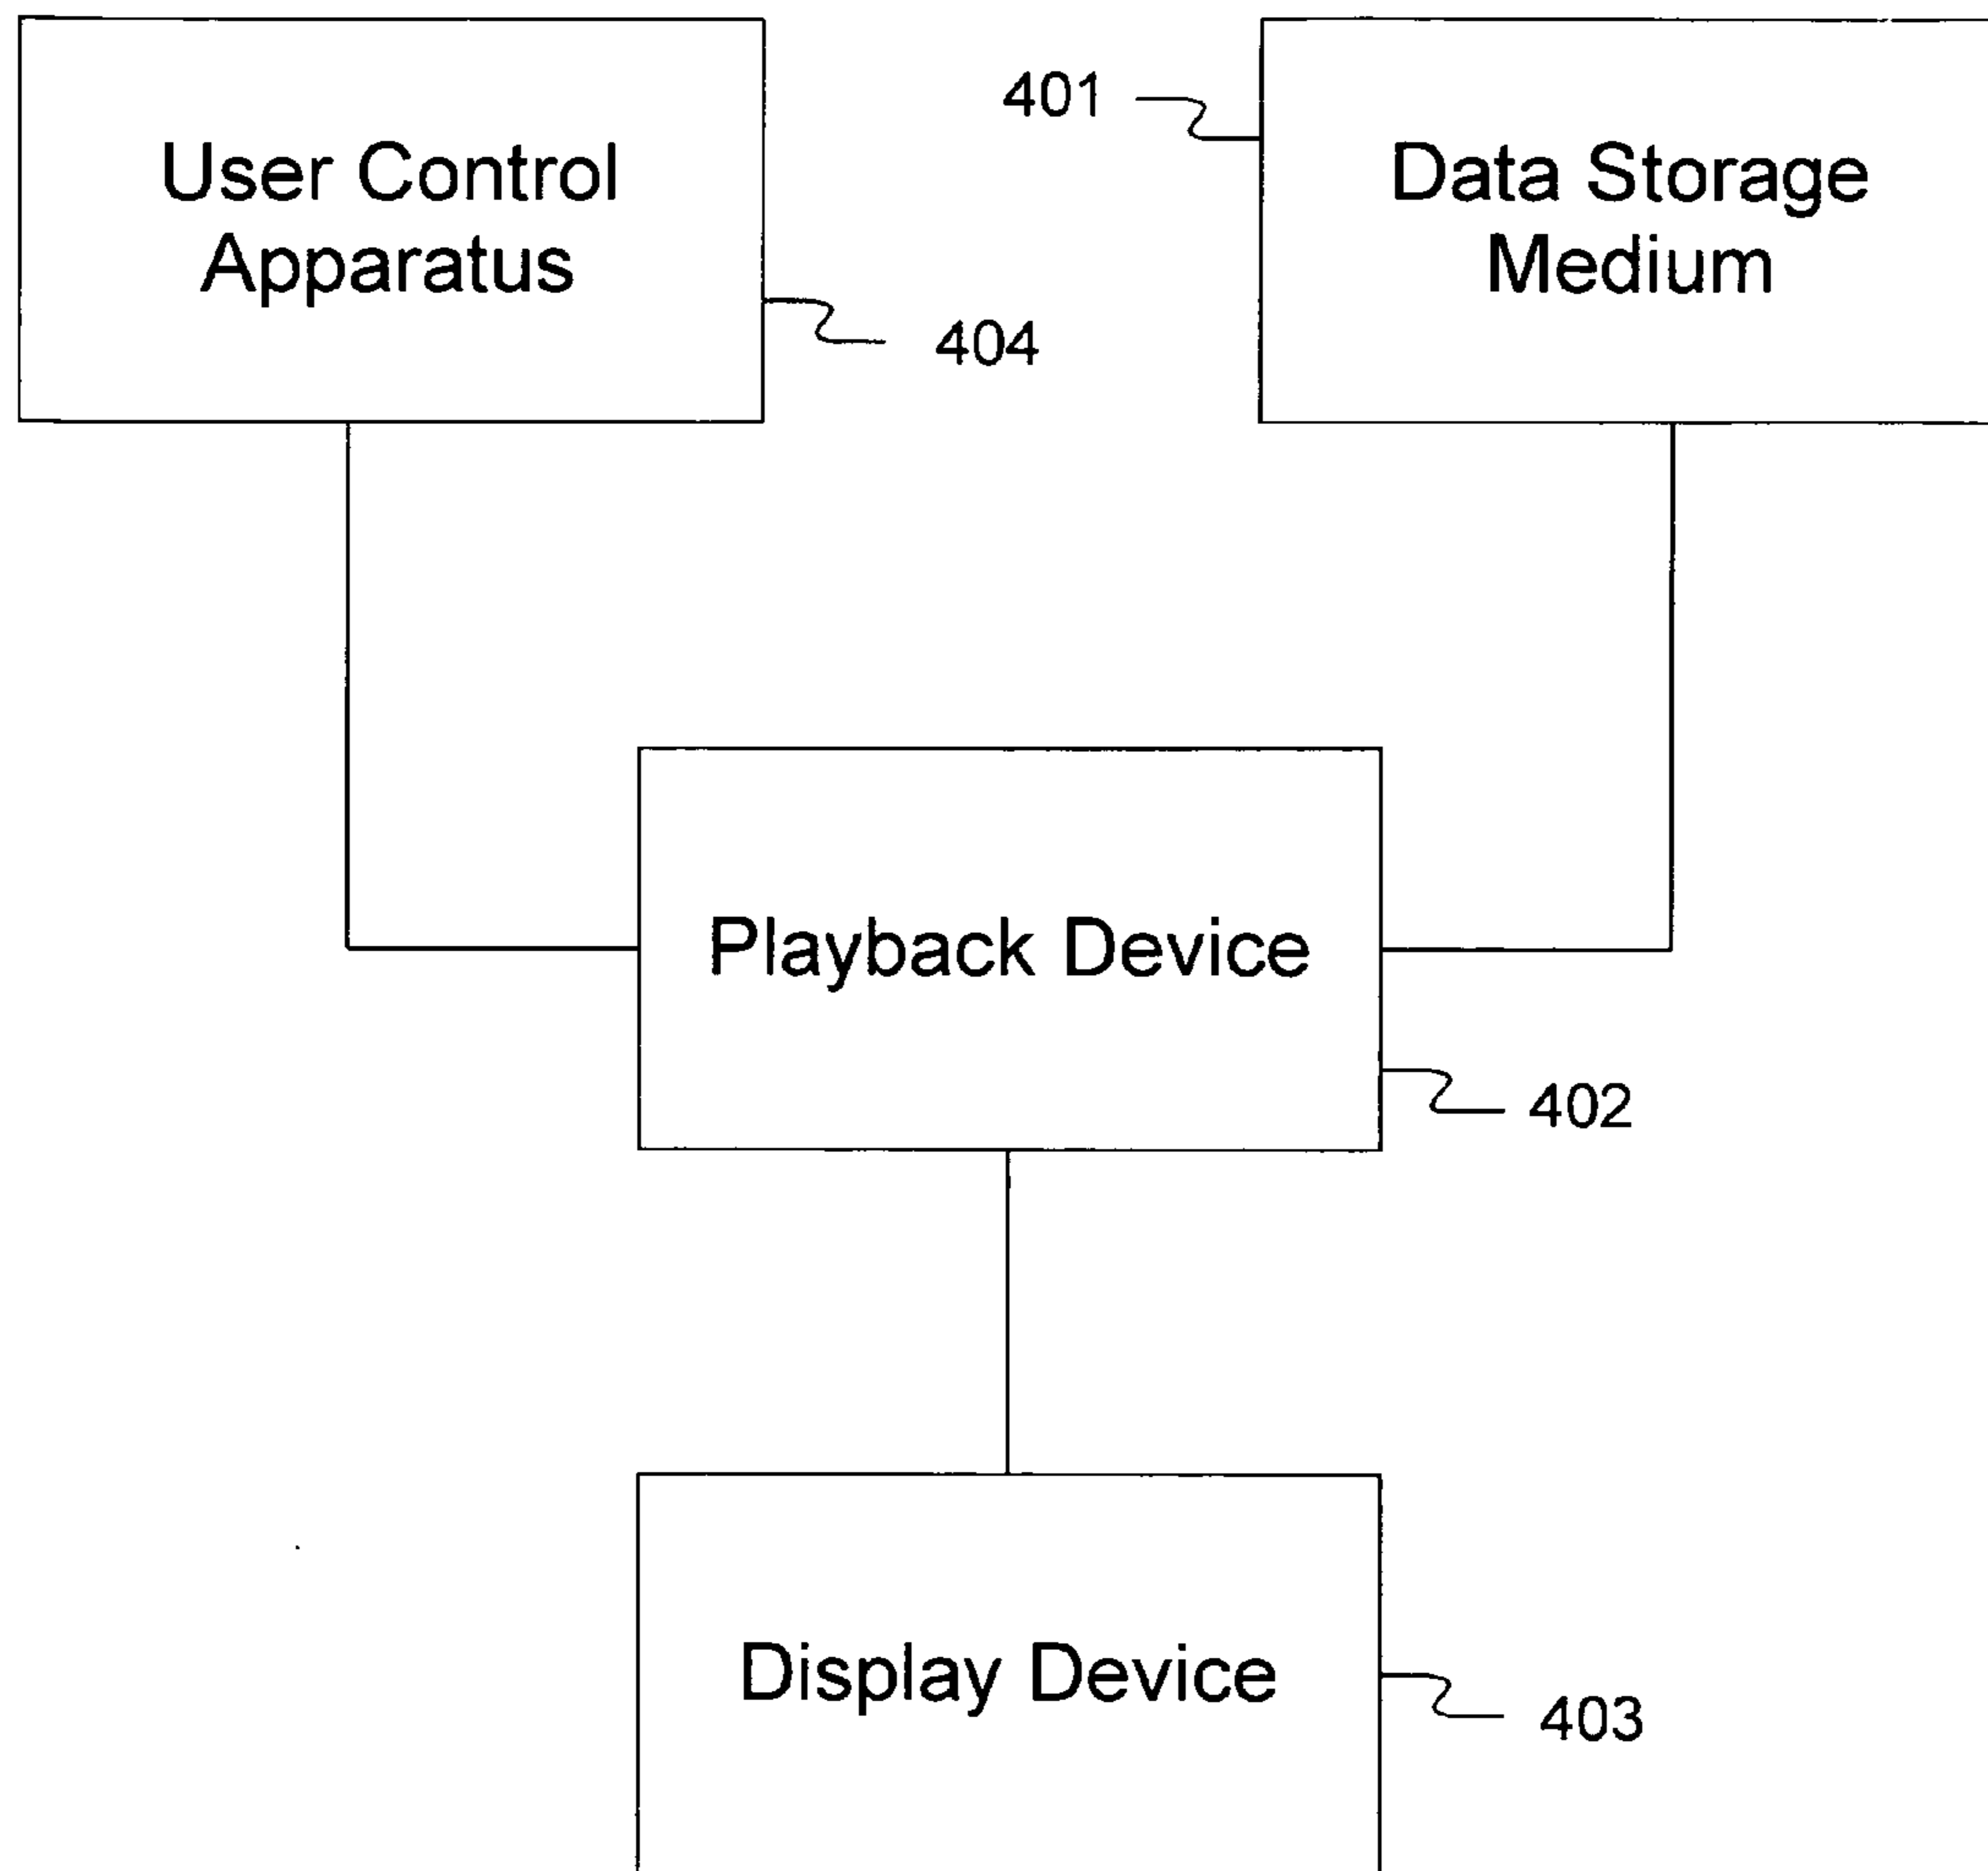 User Control
Apparatus
404
401
Data Storage
Medium
Playback Device
402
Display Device
403